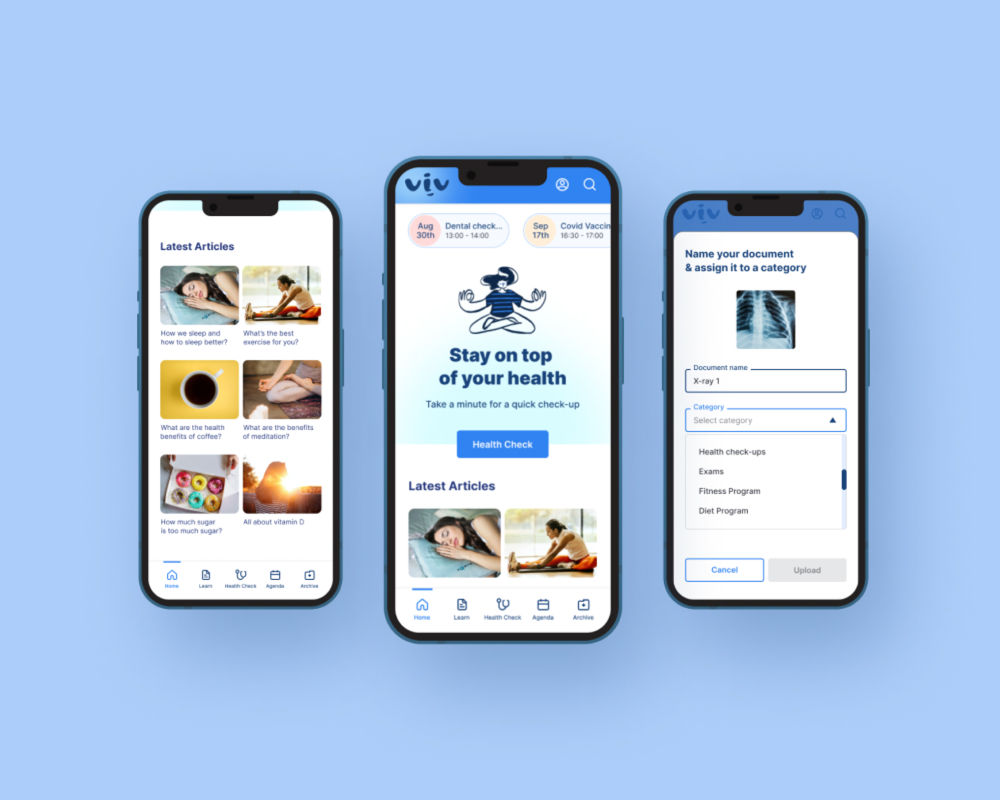 Latest Articles
How we sleep and
how to sleep better?
What's the best
exercise for you?
What are the health
benefits of coffee?
What are the benefits
of meditation?
How much sugar
is too much sugar?
All about vitamin D
Home
Learn
Health Check
Agenda
Archive
viv
Aug
30th
Dental check...
13:00 - 14:00
Sep
17th
Covid Vaccin
16:30 - 17:00
Stay on top
of your health
Take a minute for a quick check-up
Health Check
Latest Articles
Home
Learn
Health Check
Agenda
Archive
viv
Name your document
& assign it to a category
Document name
X-ray 1
Category
Select category
Health check-ups
Exams
Fitness Program
Diet Program
Cancel
Upload